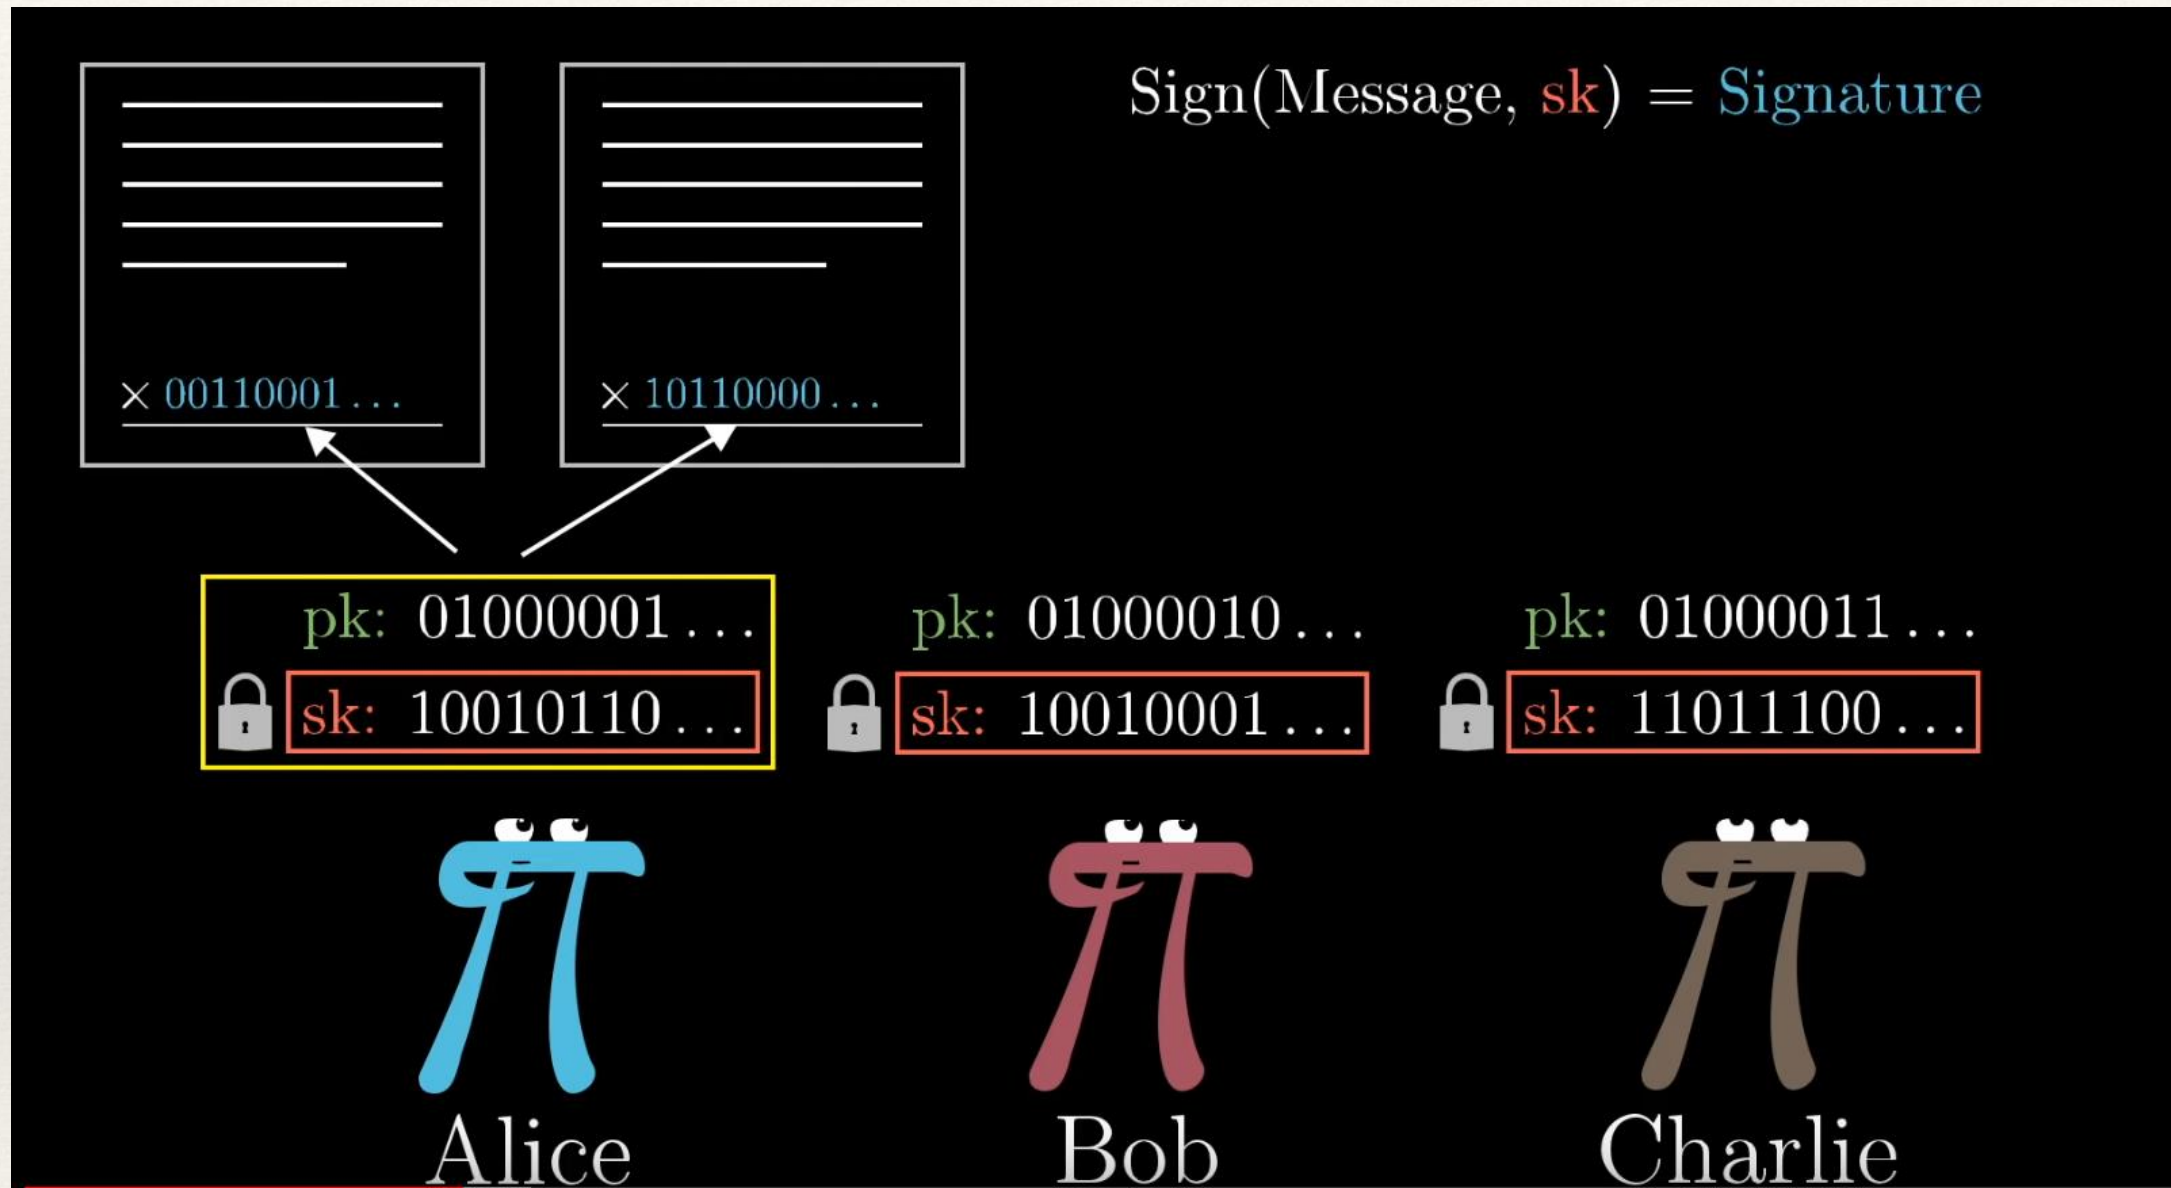 Sign(Message, sk) = Signature
× 00110001...
× 10110000...
pk: 01000001...
sk: 10010110...
pk: 01000010...
sk: 10010001...
pk: 01000011...
sk: 11011100...
Alice
Bob
Charlie